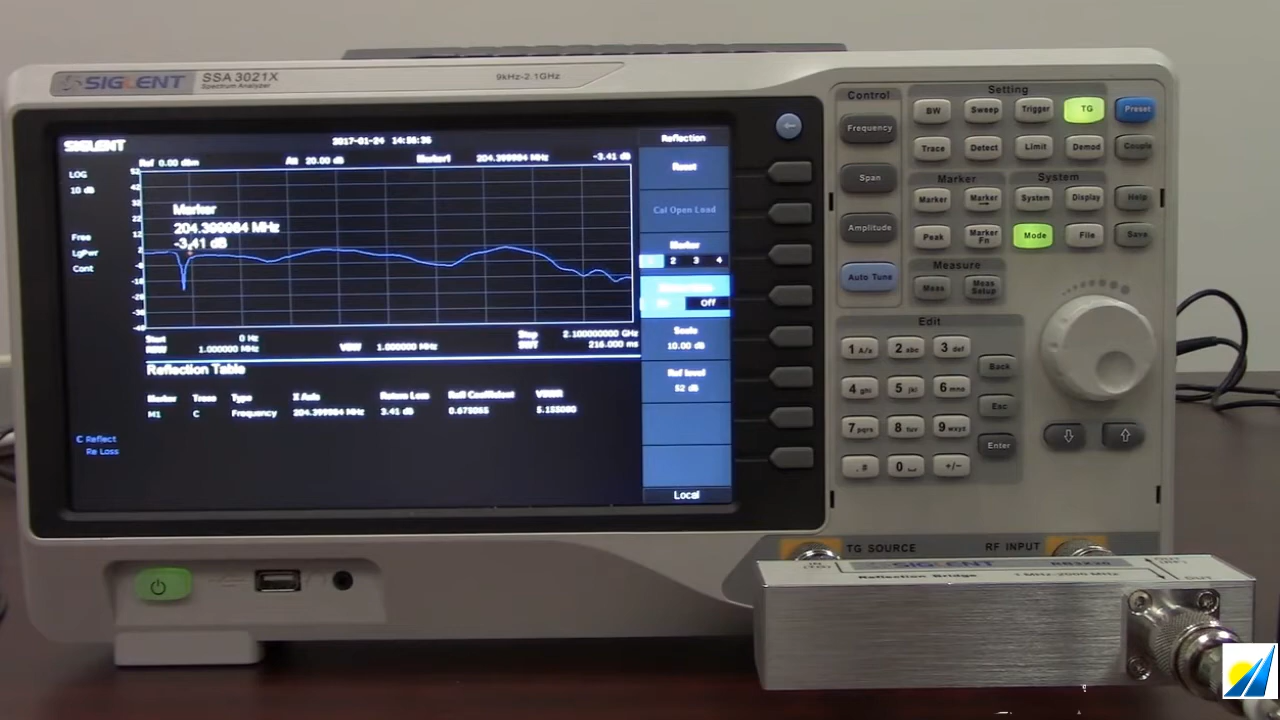 SIGLENT SSA 3021X
Spectrum Analyzer
9kHz-2.1GHz
SIGLENT
2017-01-24 14:56:36
Reflection
LOG
10 dB
Ref 0.00 dBm Att 20.00 dB Marker1 204.399984 MHz -3.41 dB
Marker
204.399984 MHz
-3.41 dB
Free
LgPwr
Cont
Start 0 Hz
Stop 2.100000000 GHz
RBW 1.000000 MHz VBW 1.000000 MHz SWT 216.000 ms
Reflection Table
Marker Trace Type X Axis Return Loss Refl Coefficient VSWR
M1 C Frequency 204.399984 MHz 3.41 dB 0.675065 5.155080
C Reflect
Re Loss
Reset
Cal Open Load
Marker
1 2 3 4
Off
Scale
10.00 dB
Ref level
52 dB
Local
Control
Frequency
Span
Amplitude
Auto Tune
Setting
BW Sweep Trigger TG Preset
Trace Detect Limit Demod Couple
Marker System
Marker Marker→ System Display Help
Peak Marker Fn Mode File Save
Measure
Meas Meas Setup
Edit
1 A/s 2 abc 3 def Back
4 ghi 5 jkl 6 mno Esc
7 pqrs 8 tuv 9 wxyz Enter
. # 0 +/−
TG SOURCE
RF INPUT
SIGLENT
Reflection Bridge 1 MHz-2000 MHz
OUT